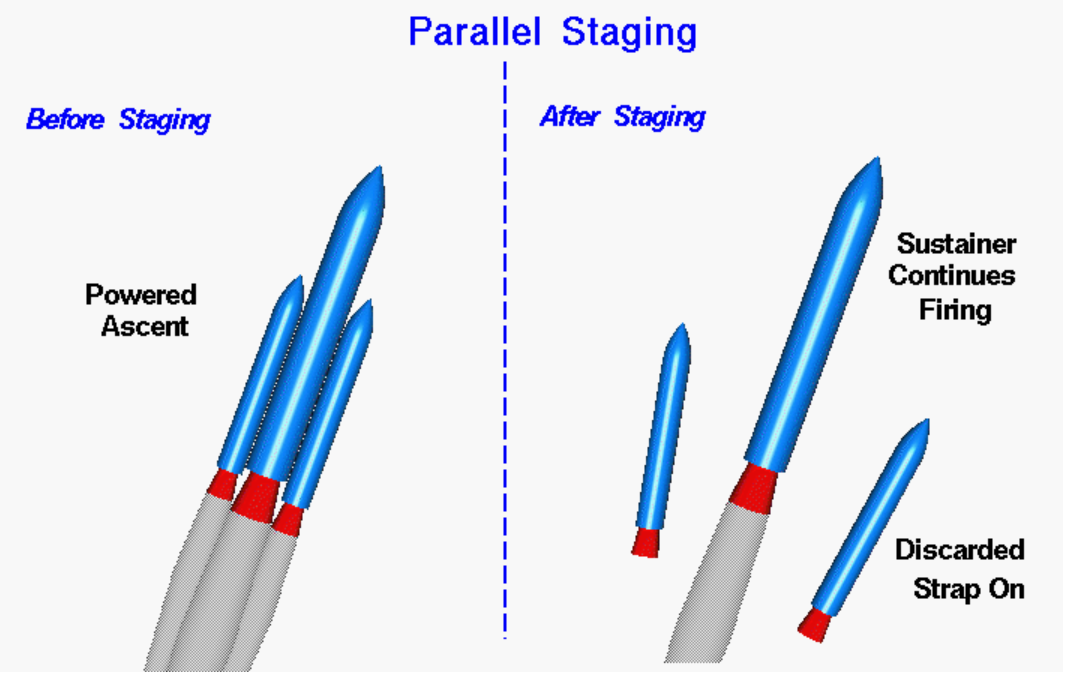 Parallel Staging
Before Staging
After Staging
Powered
Ascent
Sustainer
Continues
Firing
Discarded
Strap On